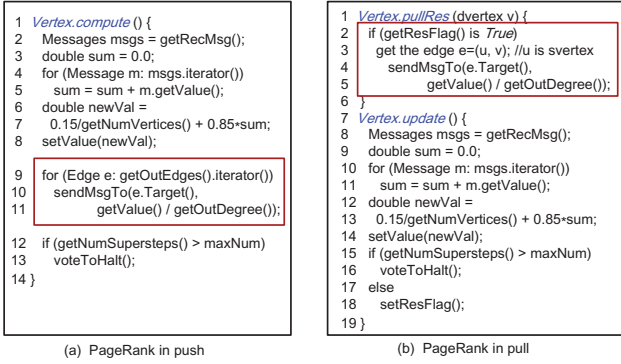 1 Vertex.compute () {
2 Messages msgs = getRecMsg();
3 double sum = 0.0;
4 for (Message m: msgs.iterator())
5 sum = sum + m.getValue();
6 double newVal =
7 0.15/getNumVertices() + 0.85*sum;
8 setValue(newVal);
9 for (Edge e: getOutEdges().iterator())
10 sendMsgTo(e.Target(),
11 getValue() / getOutDegree());
12 if (getNumSupersteps() > maxNum)
13 voteToHalt();
14 }
(a) PageRank in push
1 Vertex.pullRes (dvertex v) {
2 if (getResFlag() is True)
3 get the edge e=(u, v); //u is svertex
4 sendMsgTo(e.Target(),
5 getValue() / getOutDegree());
6 }
7 Vertex.update () {
8 Messages msgs = getRecMsg();
9 double sum = 0.0;
10 for (Message m: msgs.iterator())
11 sum = sum + m.getValue();
12 double newVal =
13 0.15/getNumVertices() + 0.85*sum;
14 setValue(newVal);
15 if (getNumSupersteps() > maxNum)
16 voteToHalt();
17 else
18 setResFlag();
19 }
(b) PageRank in pull